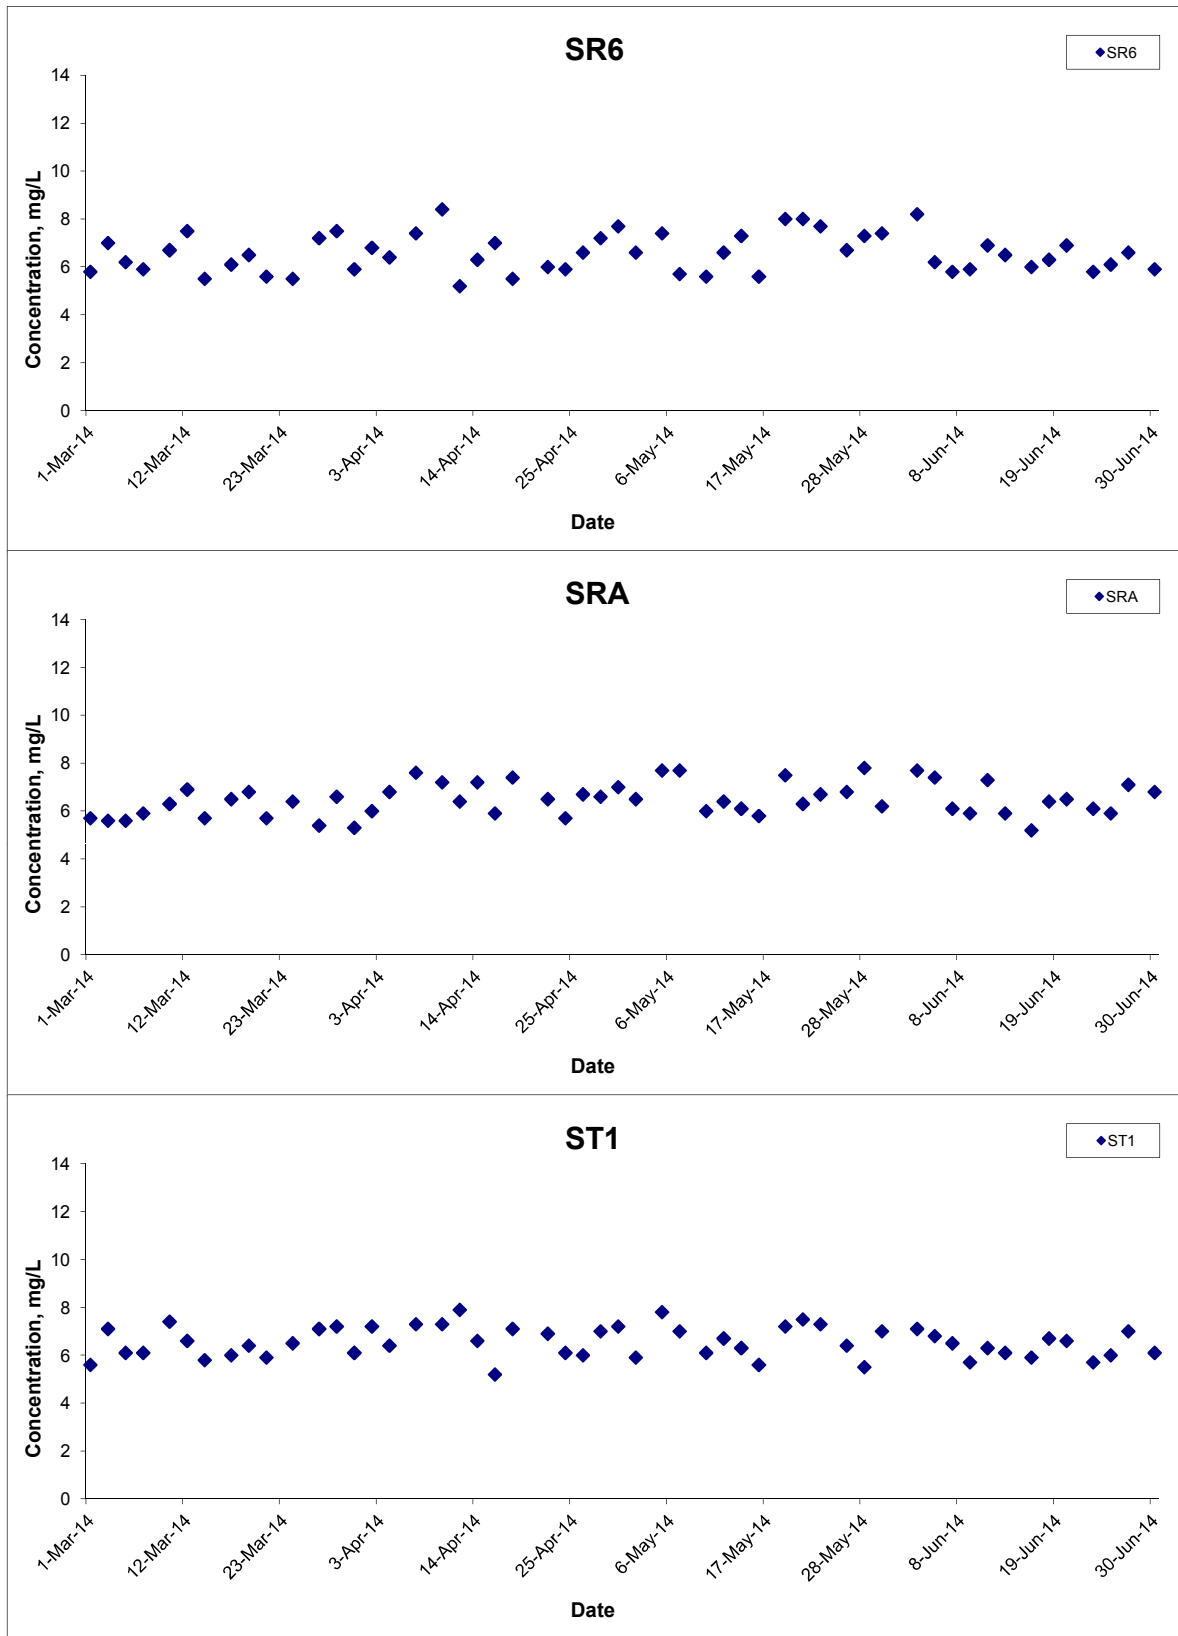 SR6
SR6
Concentration, mg/L
14
12
10
8
6
4
2
0
1-Mar-14
12-Mar-14
23-Mar-14
3-Apr-14
14-Apr-14
25-Apr-14
6-May-14
17-May-14
28-May-14
8-Jun-14
19-Jun-14
30-Jun-14
Date
SRA
SRA
Concentration, mg/L
14
12
10
8
6
4
2
0
1-Mar-14
12-Mar-14
23-Mar-14
3-Apr-14
14-Apr-14
25-Apr-14
6-May-14
17-May-14
28-May-14
8-Jun-14
19-Jun-14
30-Jun-14
Date
ST1
ST1
Concentration, mg/L
14
12
10
8
6
4
2
0
1-Mar-14
12-Mar-14
23-Mar-14
3-Apr-14
14-Apr-14
25-Apr-14
6-May-14
17-May-14
28-May-14
8-Jun-14
19-Jun-14
30-Jun-14
Date